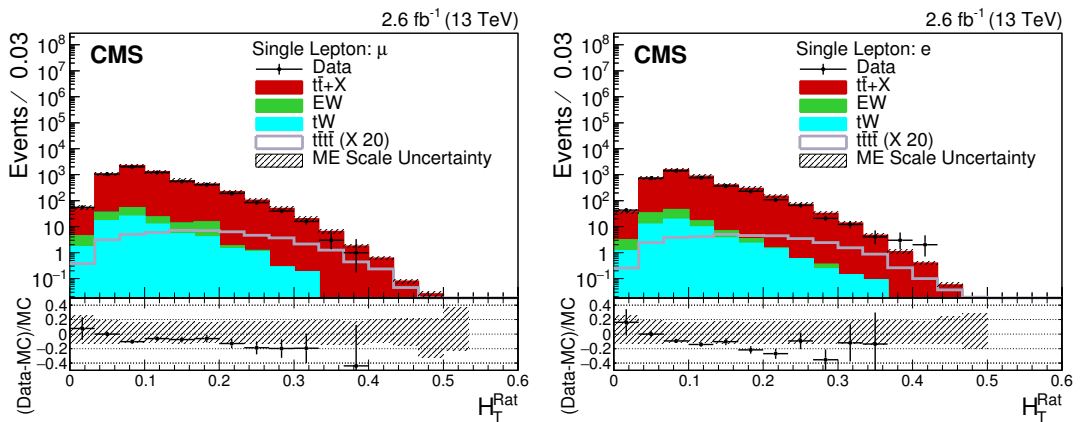 2.6 fb⁻¹ (13 TeV)
CMS
Single Lepton: μ
Data
tt̄+X
EW
tW
tt̄tt̄ (X 20)
ME Scale Uncertainty
Events / 0.03
10⁸
10⁷
10⁶
10⁵
10⁴
10³
10²
10
1
10⁻¹
(Data-MC)/MC
0.4
0.2
0
−0.2
−0.4
0 0.1 0.2 0.3 0.4 0.5 0.6
H_T^Rat
2.6 fb⁻¹ (13 TeV)
CMS
Single Lepton: e
Data
tt̄+X
EW
tW
tt̄tt̄ (X 20)
ME Scale Uncertainty
Events / 0.03
10⁸
10⁷
10⁶
10⁵
10⁴
10³
10²
10
1
10⁻¹
(Data-MC)/MC
0.4
0.2
0
−0.2
−0.4
0 0.1 0.2 0.3 0.4 0.5 0.6
H_T^Rat